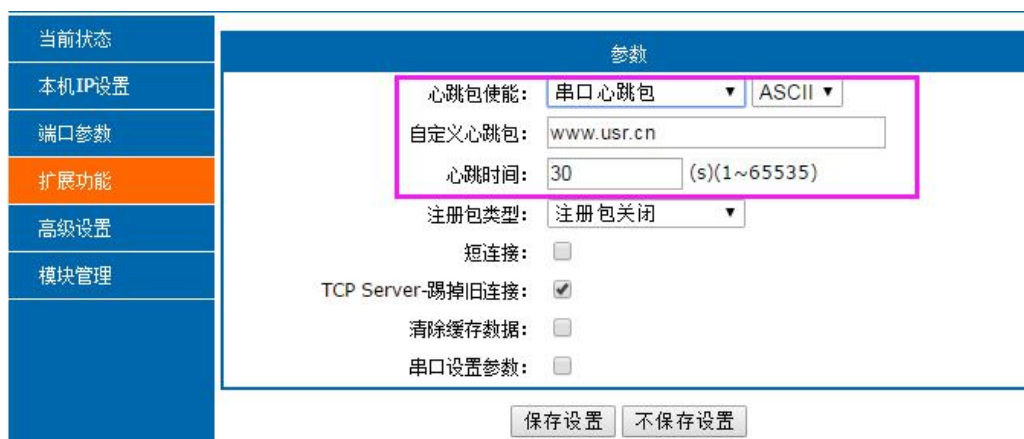 当前状态
本机IP设置
端口参数
扩展功能
高级设置
模块管理
参数
心跳包使能： 串口心跳包 ASCII
自定义心跳包： www.usr.cn
心跳时间： 30 (s)(1~65535)
注册包类型： 注册包关闭
短连接：
TCP Server-踢掉旧连接：
清除缓存数据：
串口设置参数：
保存设置 不保存设置